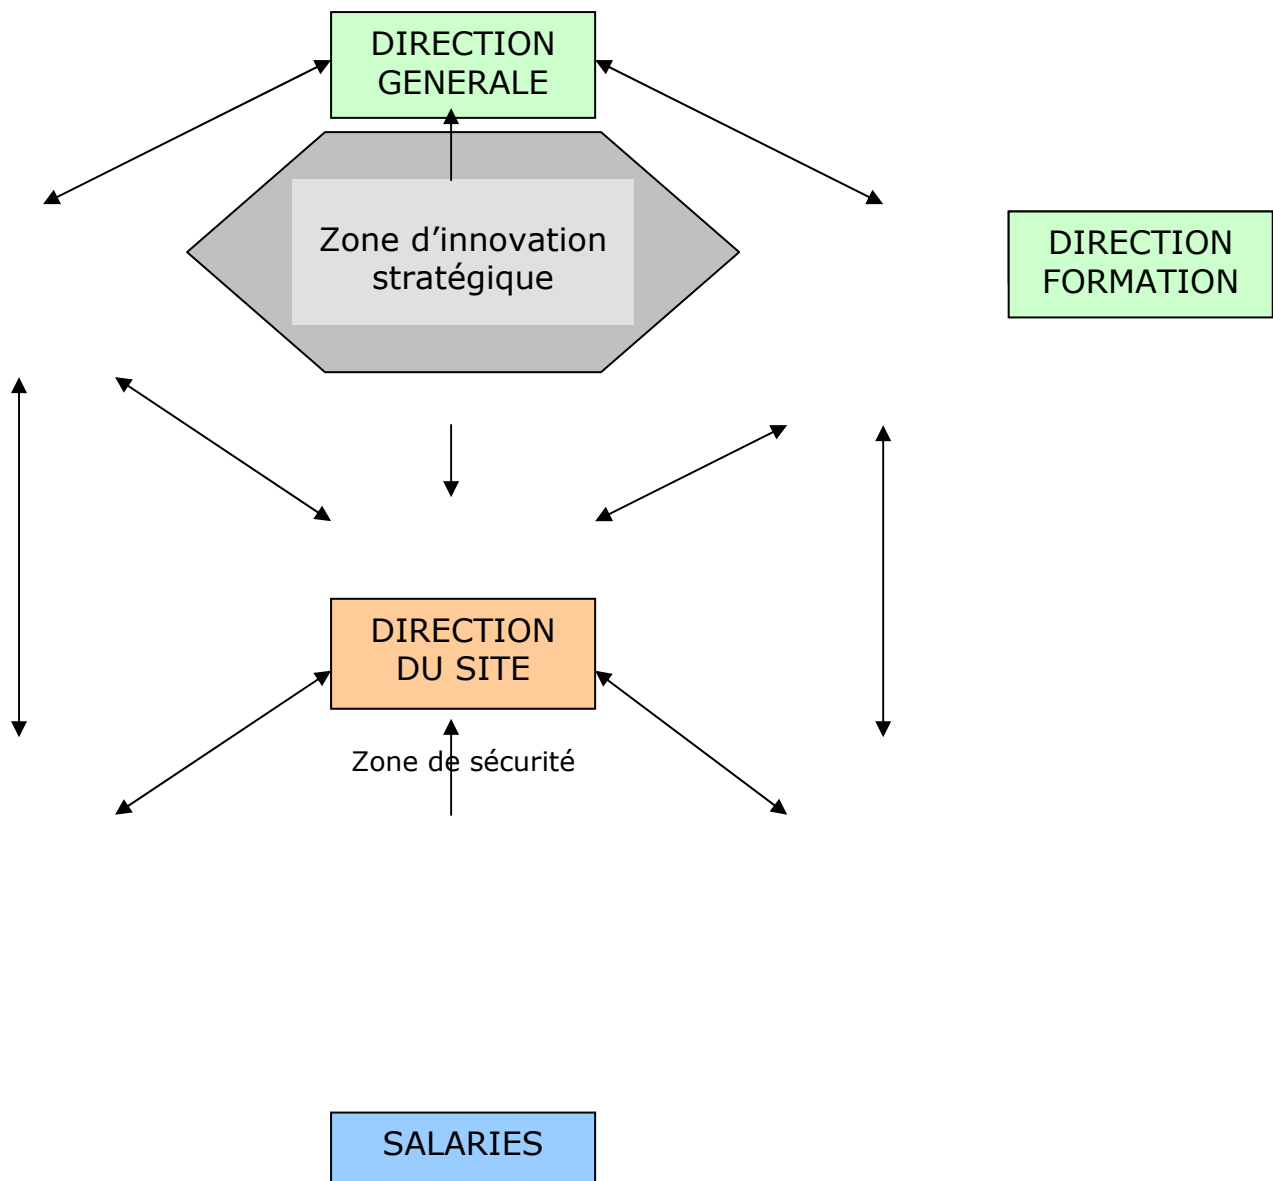 DIRECTION
GENERALE
Zone d’innovation
stratégique
DIRECTION
FORMATION
DIRECTION
DU SITE
Zone de sécurité
SALARIES